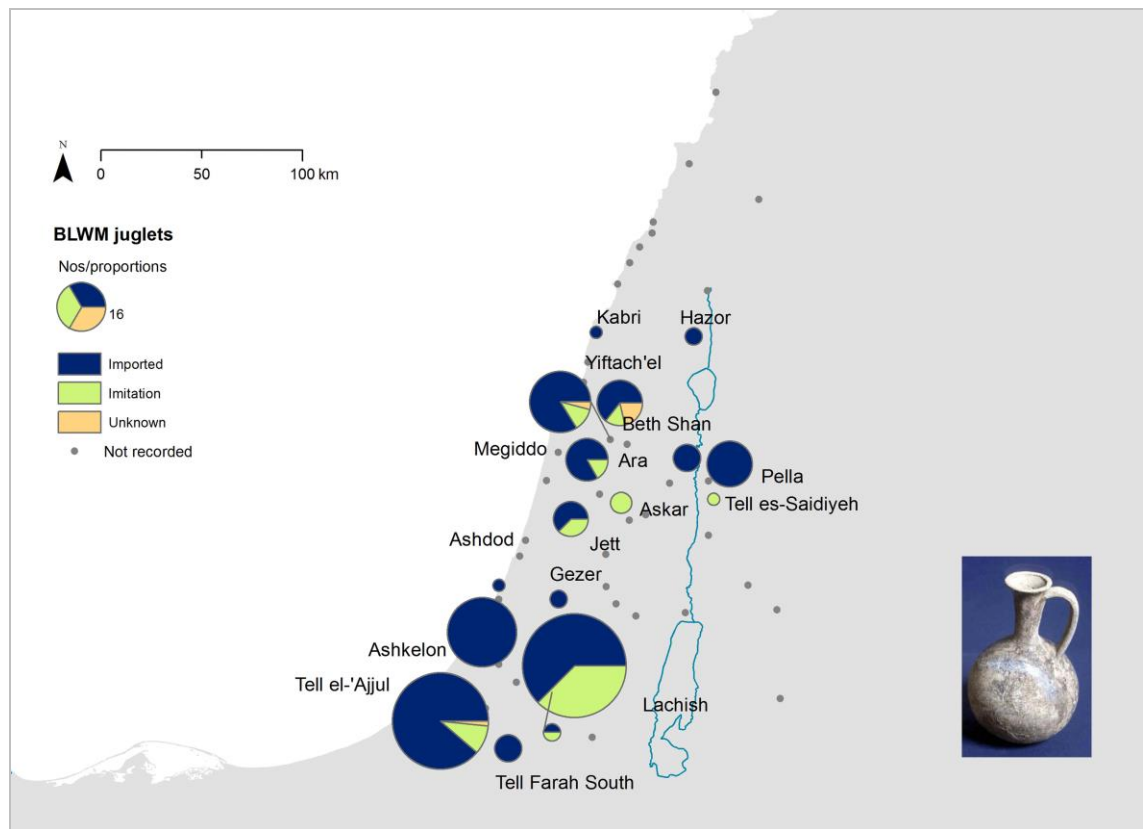 N
0 50 100 km
BLWM juglets
Nos/proportions
16
Imported
Imitation
Unknown
Not recorded
Kabri
Hazor
Yiftach'el
Beth Shan
Megiddo
Ara
Pella
Askar
Tell es-Saidiyeh
Jett
Ashdod
Gezer
Ashkelon
Tell el-'Ajjul
Lachish
Tell Farah South